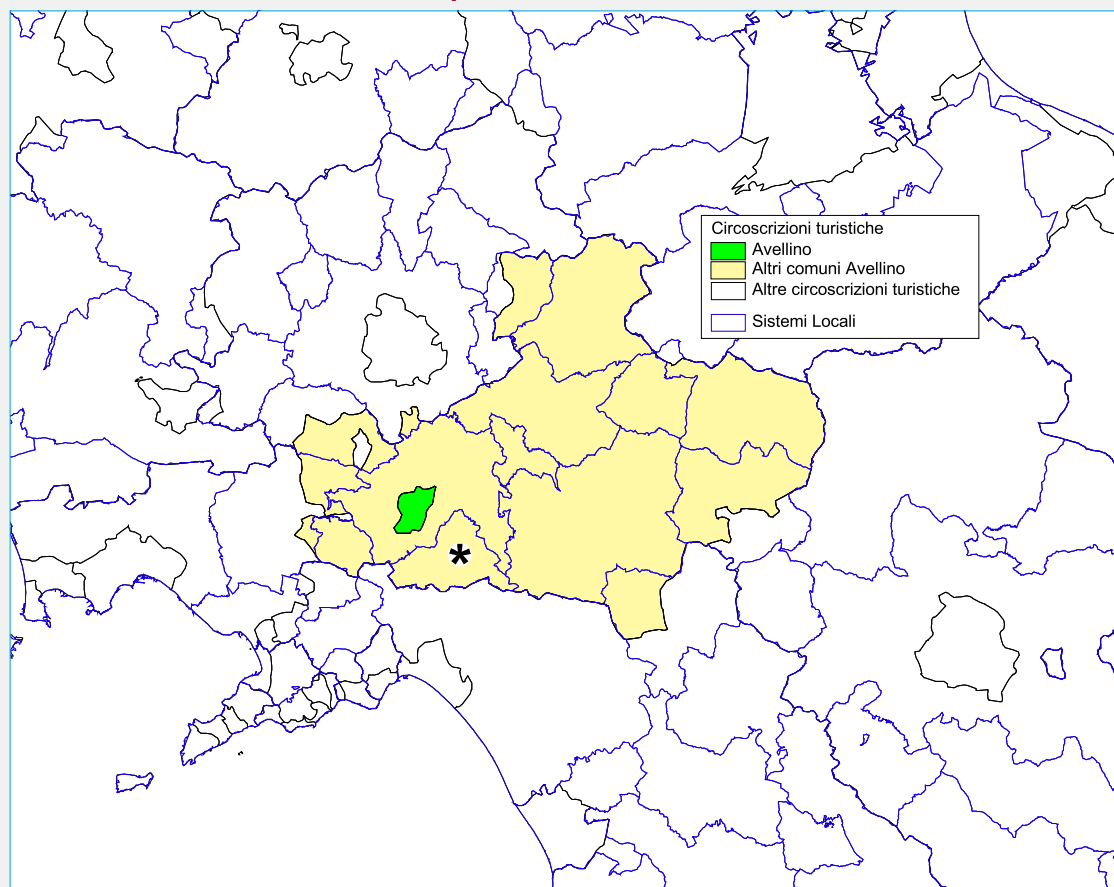 Circoscrizioni turistiche
Avellino
Altri comuni Avellino
Altre circoscrizioni turistiche
Sistemi Locali
*